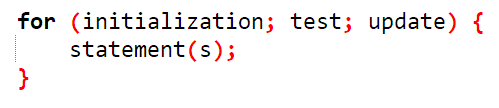 for (initialization; test; update) {
    statement(s);
}